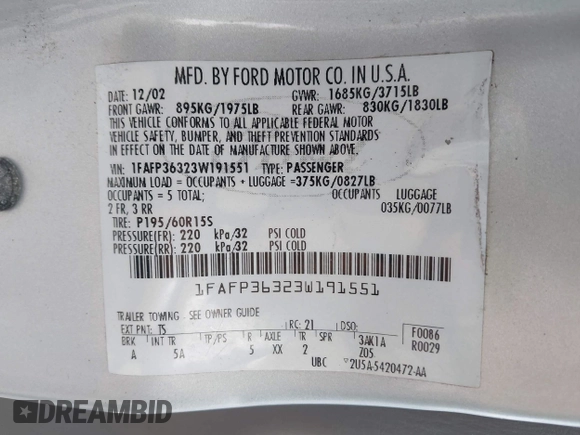 MFD. BY FORD MOTOR CO. IN U.S.A.
DATE: 12/02 GVWR: 1685KG/3715LB
FRONT GAWR: 895KG/1975LB REAR GAWR: 830KG/1830LB
THIS VEHICLE CONFORMS TO ALL APPLICABLE FEDERAL MOTOR
VEHICLE SAFETY, BUMPER, AND THEFT PREVENTION STANDARDS
IN EFFECT ON THE DATE OF MANUFACTURE SHOWN ABOVE.
VIN: 1FAFP36323W191551 TYPE: PASSENGER
MAXIMUM LOAD = OCCUPANTS + LUGGAGE =375KG/0827LB
OCCUPANTS = 5 TOTAL; OCCUPANTS LUGGAGE
2 FR, 3 RR 035KG/0077LB
TIRE: P195/60R15S
PRESSURE(FR): 220 kPa/32 PSI COLD
PRESSURE(RR): 220 kPa/32 PSI COLD
1FAFP36323W191551
TRAILER TOWING - SEE OWNER GUIDE
EXT PNT: TS RC: 21 DSO: F0086
BRK INT TR TP/PS R AXLE TR SPR 3AK1A R0029
A 5A 5 XX 2 Z05
UBC 2U5A-5420472-AA
DREAMBID